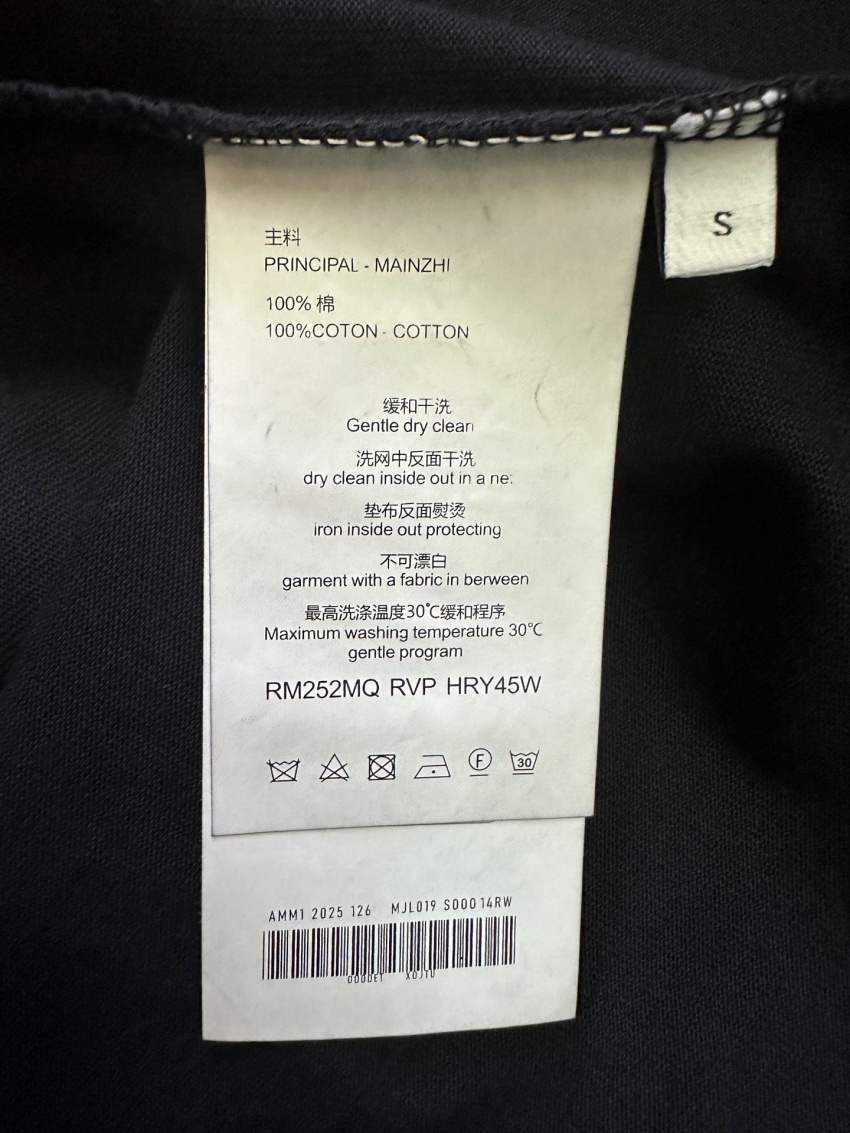 S
主料
PRINCIPAL - MAINZHI
100% 棉
100%COTON - COTTON
缓和干洗
Gentle dry clean
洗网中反面干洗
dry clean inside out in a ne:
垫布反面熨烫
iron inside out protecting
不可漂白
garment with a fabric in berween
最高洗涤温度30℃缓和程序
Maximum washing temperature 30℃
gentle program
RM252MQ RVP HRY45W
F
30
AMM1 2025 126 MJL019 S00014RW